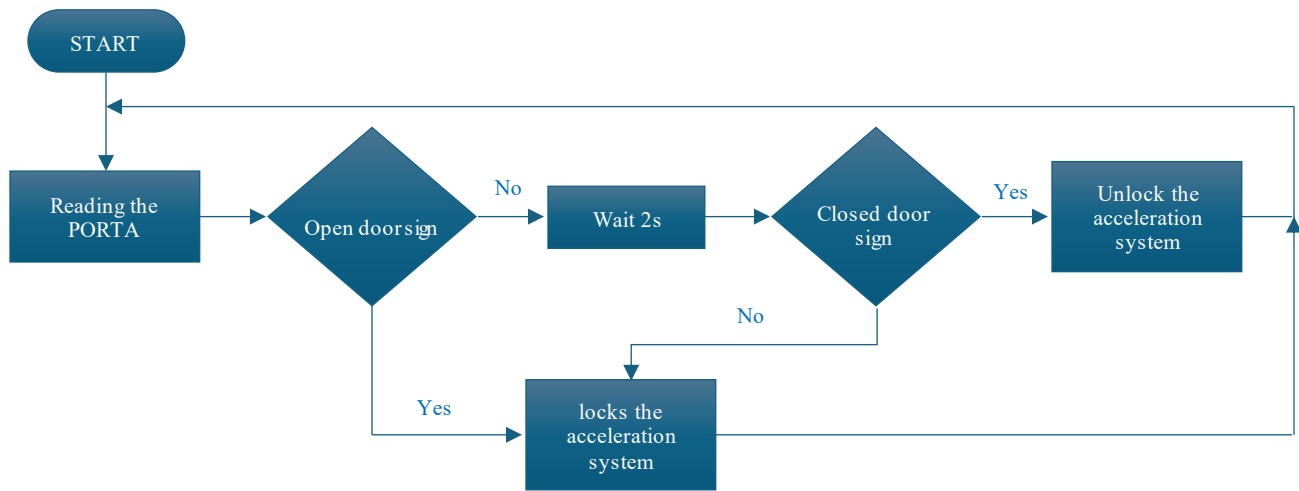 START
Reading the
PORTA
Open door sign
No
Wait 2s
Closed door
sign
Yes
Unlock the
acceleration
system
No
Yes
locks the
acceleration
system